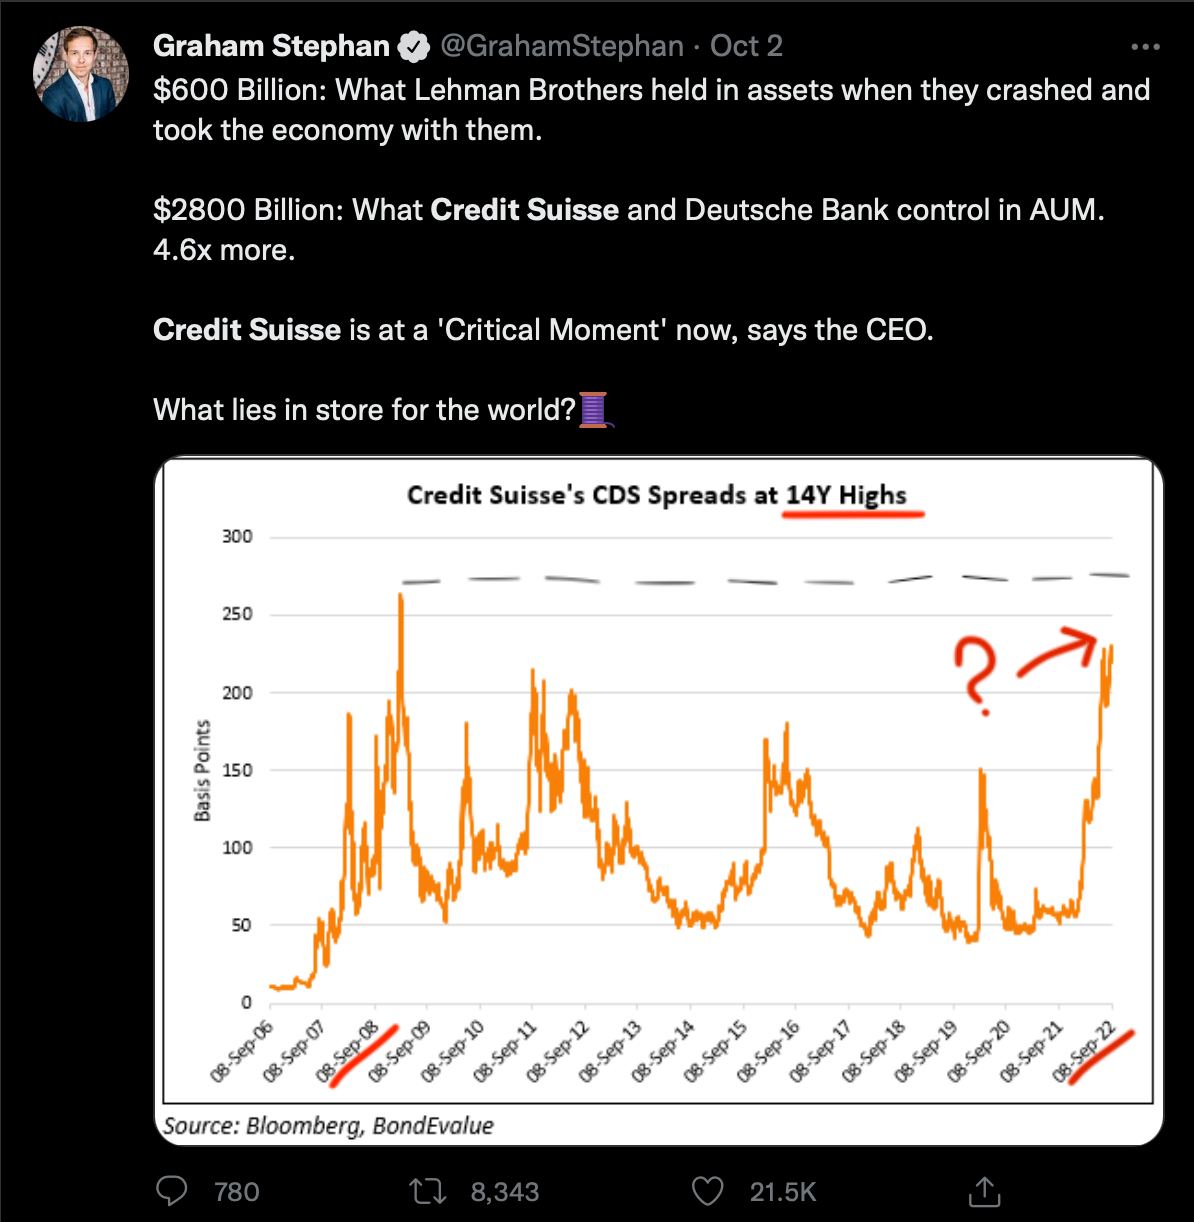 Graham Stephan @GrahamStephan · Oct 2
$600 Billion: What Lehman Brothers held in assets when they crashed and
took the economy with them.
$2800 Billion: What Credit Suisse and Deutsche Bank control in AUM.
4.6x more.
Credit Suisse is at a 'Critical Moment' now, says the CEO.
What lies in store for the world?🧵
Credit Suisse's CDS Spreads at 14Y Highs
300
250
200
150
100
50
0
Basis Points
?
08-Sep-06
08-Sep-07
08-Sep-08
08-Sep-09
08-Sep-10
08-Sep-11
08-Sep-12
08-Sep-13
08-Sep-14
08-Sep-15
08-Sep-16
08-Sep-17
08-Sep-18
08-Sep-19
08-Sep-20
08-Sep-21
08-Sep-22
Source: Bloomberg, BondEvalue
780 8,343 21.5K